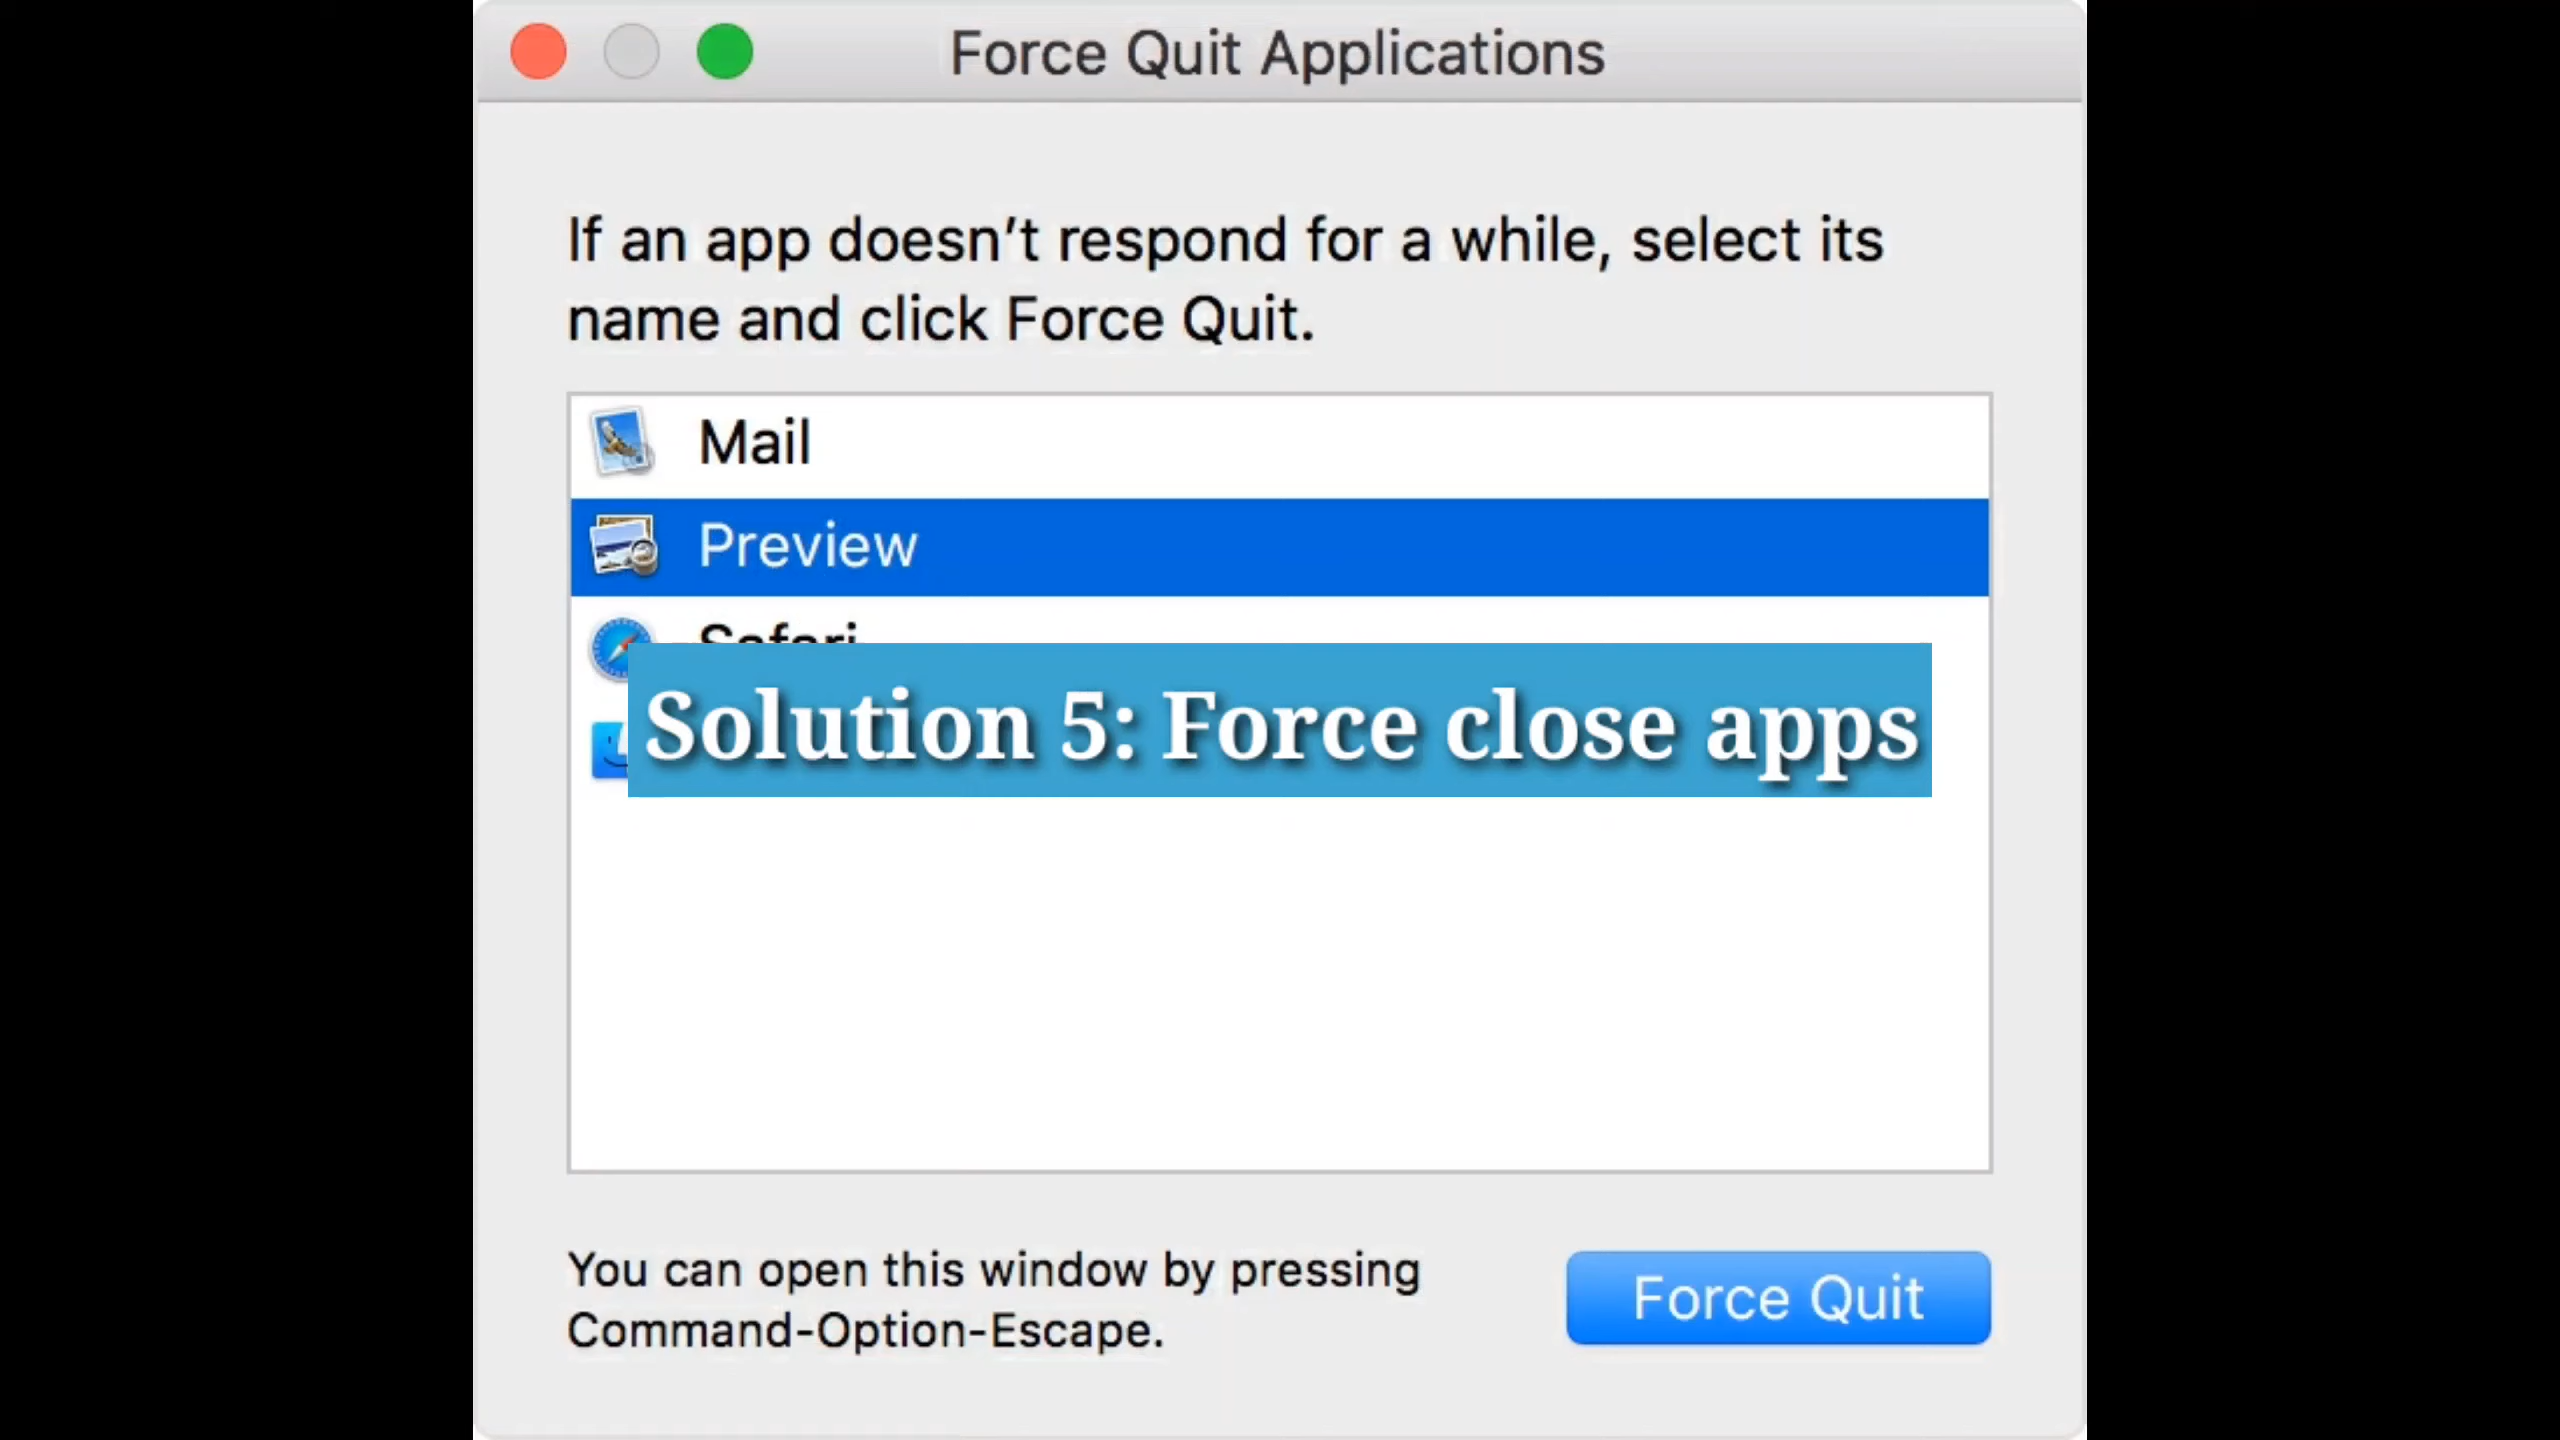 Force Quit Applications
If an app doesn’t respond for a while, select its
name and click Force Quit.
Mail
Preview
Safari
Solution 5: Force close apps
You can open this window by pressing
Command-Option-Escape.
Force Quit